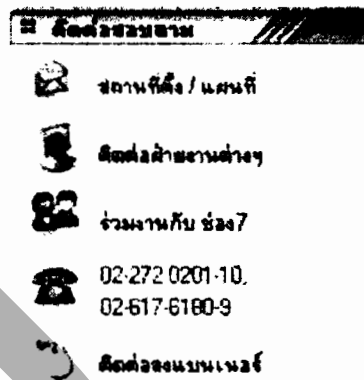 ติดต่อสอบถาม
สถานที่ตั้ง / แผนที่
ติดต่อฝ่ายงานต่างๆ
ร่วมงานกับ ช่อง7
02-272 0201-10,
02-617-6180-9
ติดต่อลงแบนเนอร์